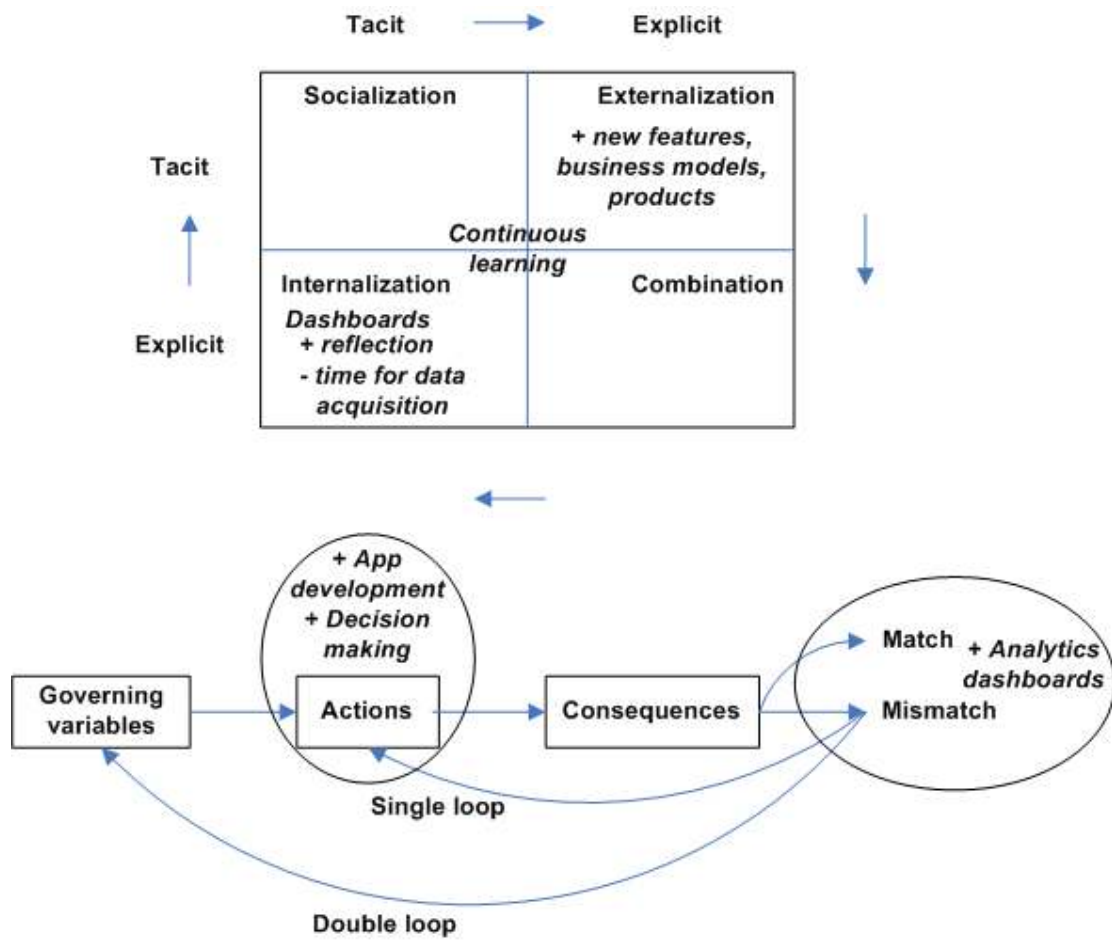 Tacit
Explicit
Socialization
Externalization
+ new features,
business models,
products
Tacit
Continuous
learning
Internalization
Combination
Dashboards
+ reflection
- time for data
acquisition
Explicit
+ App
development
+ Decision
making
Match
+ Analytics
dashboards
Governing
variables
Actions
Consequences
Mismatch
Single loop
Double loop